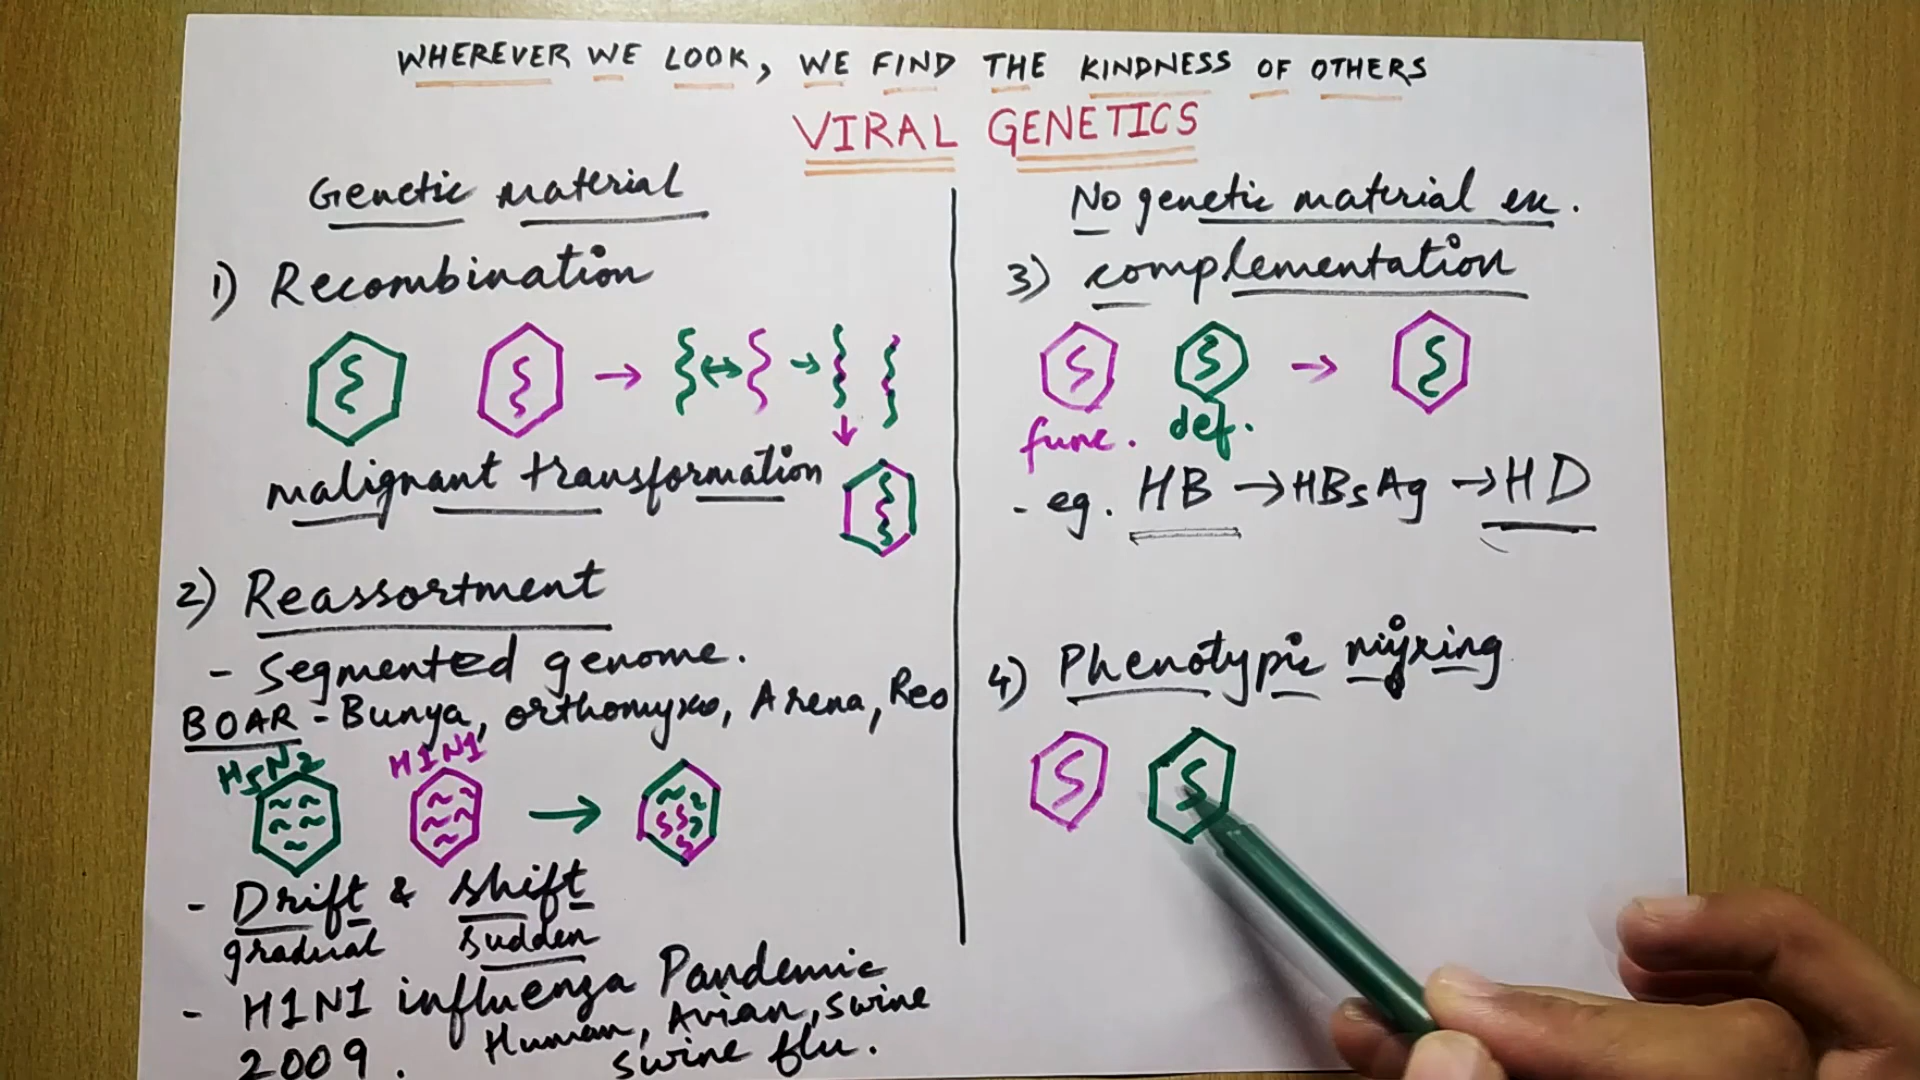 WHEREVER WE LOOK, WE FIND THE KINDNESS OF OTHERS
VIRAL GENETICS
Genetic material
1) Recombination
malignant transformation
2) Reassortment
- Segmented genome.
BOAR - Bunya, orthomyxo, Arena, Reo
H5N2 H1N1
- Drift & shift
gradual sudden
- H1N1 influenza Pandemic
2009. Human, Avian, swine
swine flu.
No genetic material ex.
3) complementation
func. def.
- eg. HB → HBsAg → HD
4) Phenotypic mixing